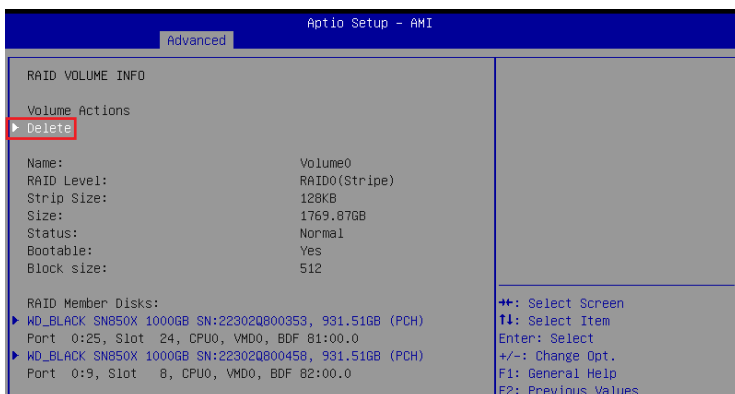 Aptio Setup - AMI
Advanced
RAID VOLUME INFO
Volume Actions
Delete
Name: Volume0
RAID Level: RAID0(Stripe)
Strip Size: 128KB
Size: 1769.87GB
Status: Normal
Bootable: Yes
Block size: 512
RAID Member Disks:
WD_BLACK SN850X 1000GB SN:22302Q800353, 931.51GB (PCH)
Port 0:25, Slot 24, CPU0, VMD0, BDF 81:00.0
WD_BLACK SN850X 1000GB SN:22302Q800458, 931.51GB (PCH)
Port 0:9, Slot 8, CPU0, VMD0, BDF 82:00.0
→←: Select Screen
↑↓: Select Item
Enter: Select
+/-: Change Opt.
F1: General Help
F2: Previous Values